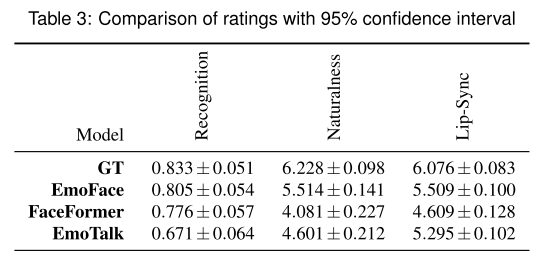 Table 3: Comparison of ratings with 95% confidence interval
Model Recognition Naturalness Lip-Sync
GT 0.833 ± 0.051 6.228 ± 0.098 6.076 ± 0.083
EmoFace 0.805 ± 0.054 5.514 ± 0.141 5.509 ± 0.100
FaceFormer 0.776 ± 0.057 4.081 ± 0.227 4.609 ± 0.128
EmoTalk 0.671 ± 0.064 4.601 ± 0.212 5.295 ± 0.102